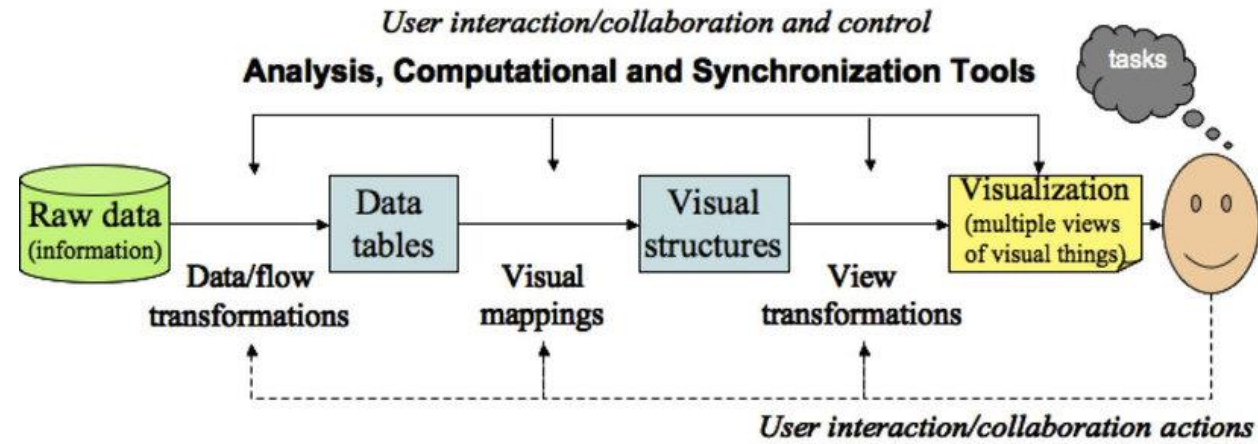 User interaction/collaboration and control
Analysis, Computational and Synchronization Tools
tasks
Raw data
(information)
Data
tables
Visual
structures
Visualization
(multiple views
of visual things)
Data/flow
transformations
Visual
mappings
View
transformations
User interaction/collaboration actions